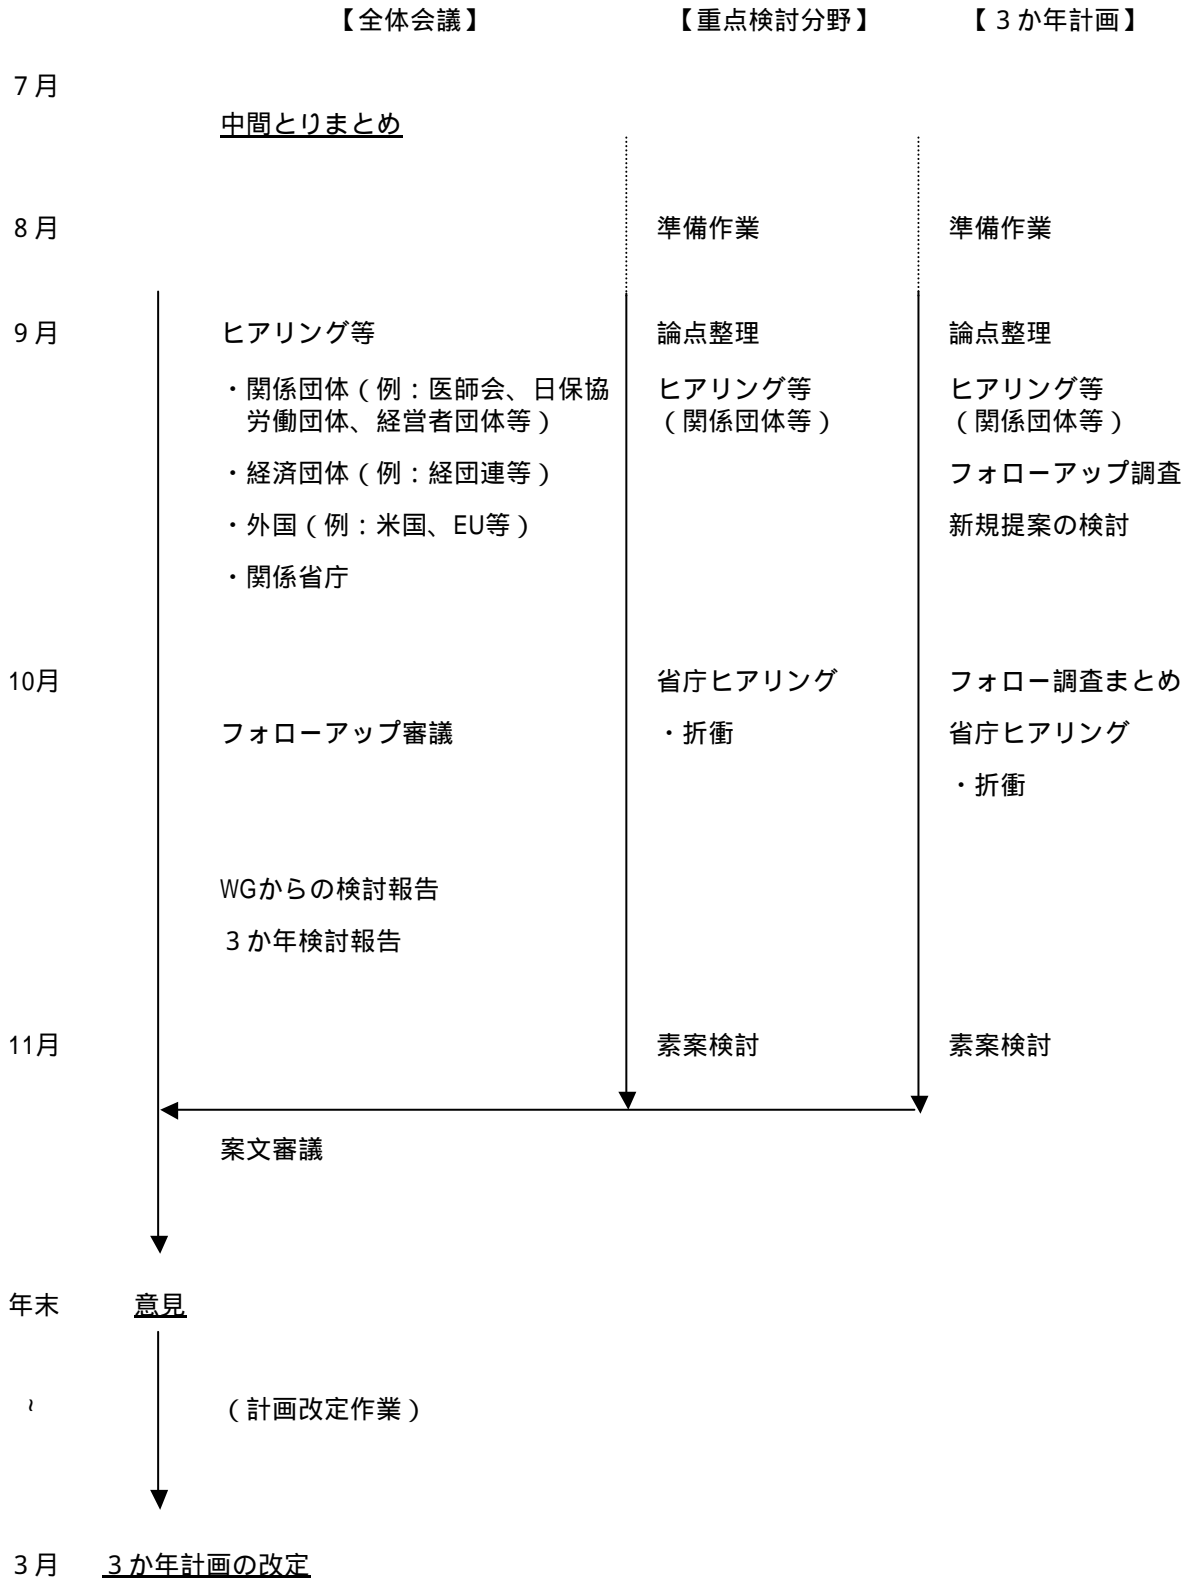 【全体会議】 【重点検討分野】 【３か年計画】
７月
中間とりまとめ
８月 準備作業 準備作業
９月 ヒアリング等 論点整理 論点整理
・関係団体（例：医師会、日保協 ヒアリング等 ヒアリング等
労働団体、経営者団体等） （関係団体等） （関係団体等）
・経済団体（例：経団連等） フォローアップ調査
・外国（例：米国、EU等） 新規提案の検討
・関係省庁
10月 省庁ヒアリング フォロー調査まとめ
フォローアップ審議 ・折衝 省庁ヒアリング
・折衝
WGからの検討報告
３か年検討報告
11月 素案検討 素案検討
案文審議
年末 意見
～ （計画改定作業）
３月 ３か年計画の改定